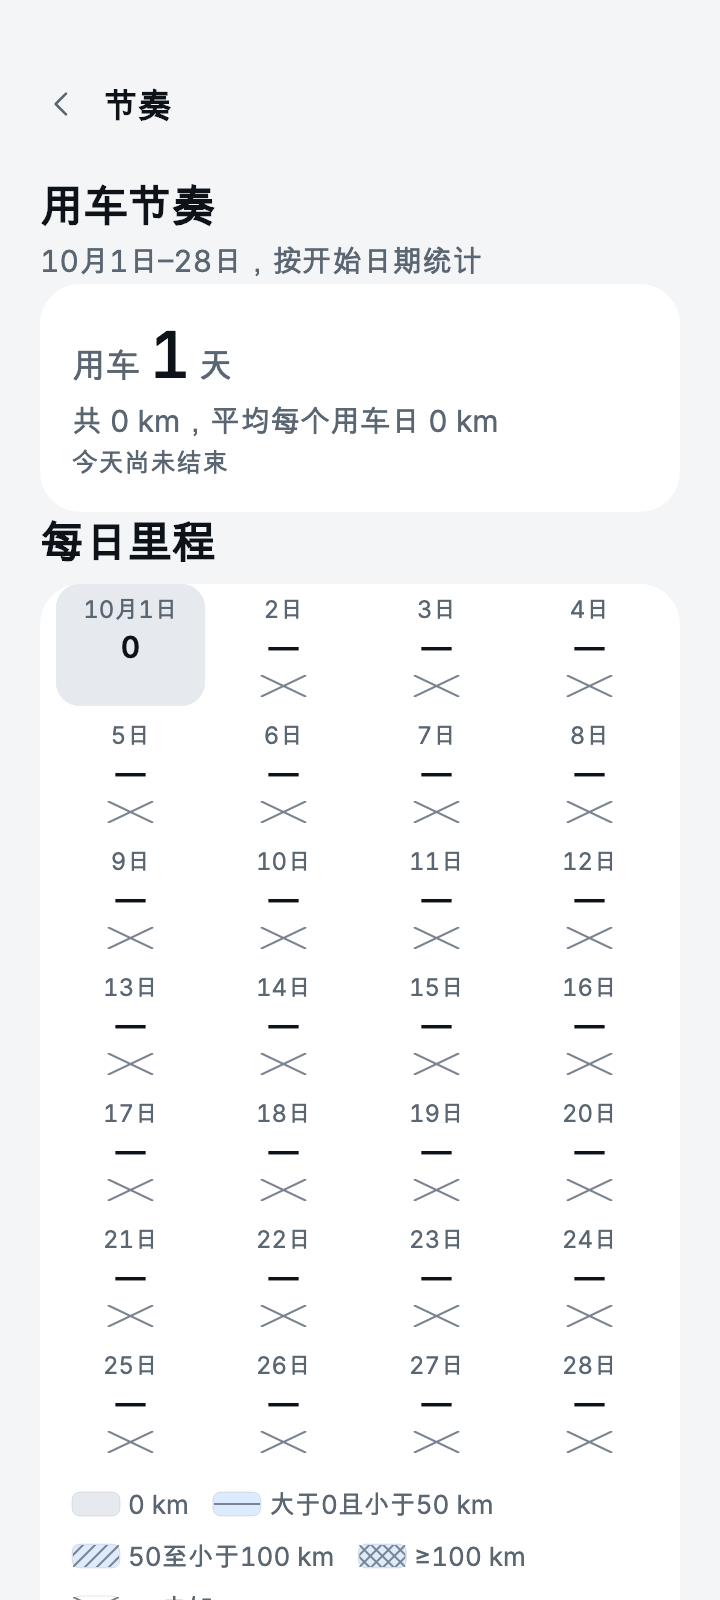 节奏
用车节奏
10月1日–28日，按开始日期统计
用车 1 天
共 0 km，平均每个用车日 0 km
今天尚未结束
每日里程
10月1日 2日 3日 4日
0 — — —
5日 6日 7日 8日
— — — —
9日 10日 11日 12日
— — — —
13日 14日 15日 16日
— — — —
17日 18日 19日 20日
— — — —
21日 22日 23日 24日
— — — —
25日 26日 27日 28日
— — — —
0 km 大于0且小于50 km
50至小于100 km ≥100 km